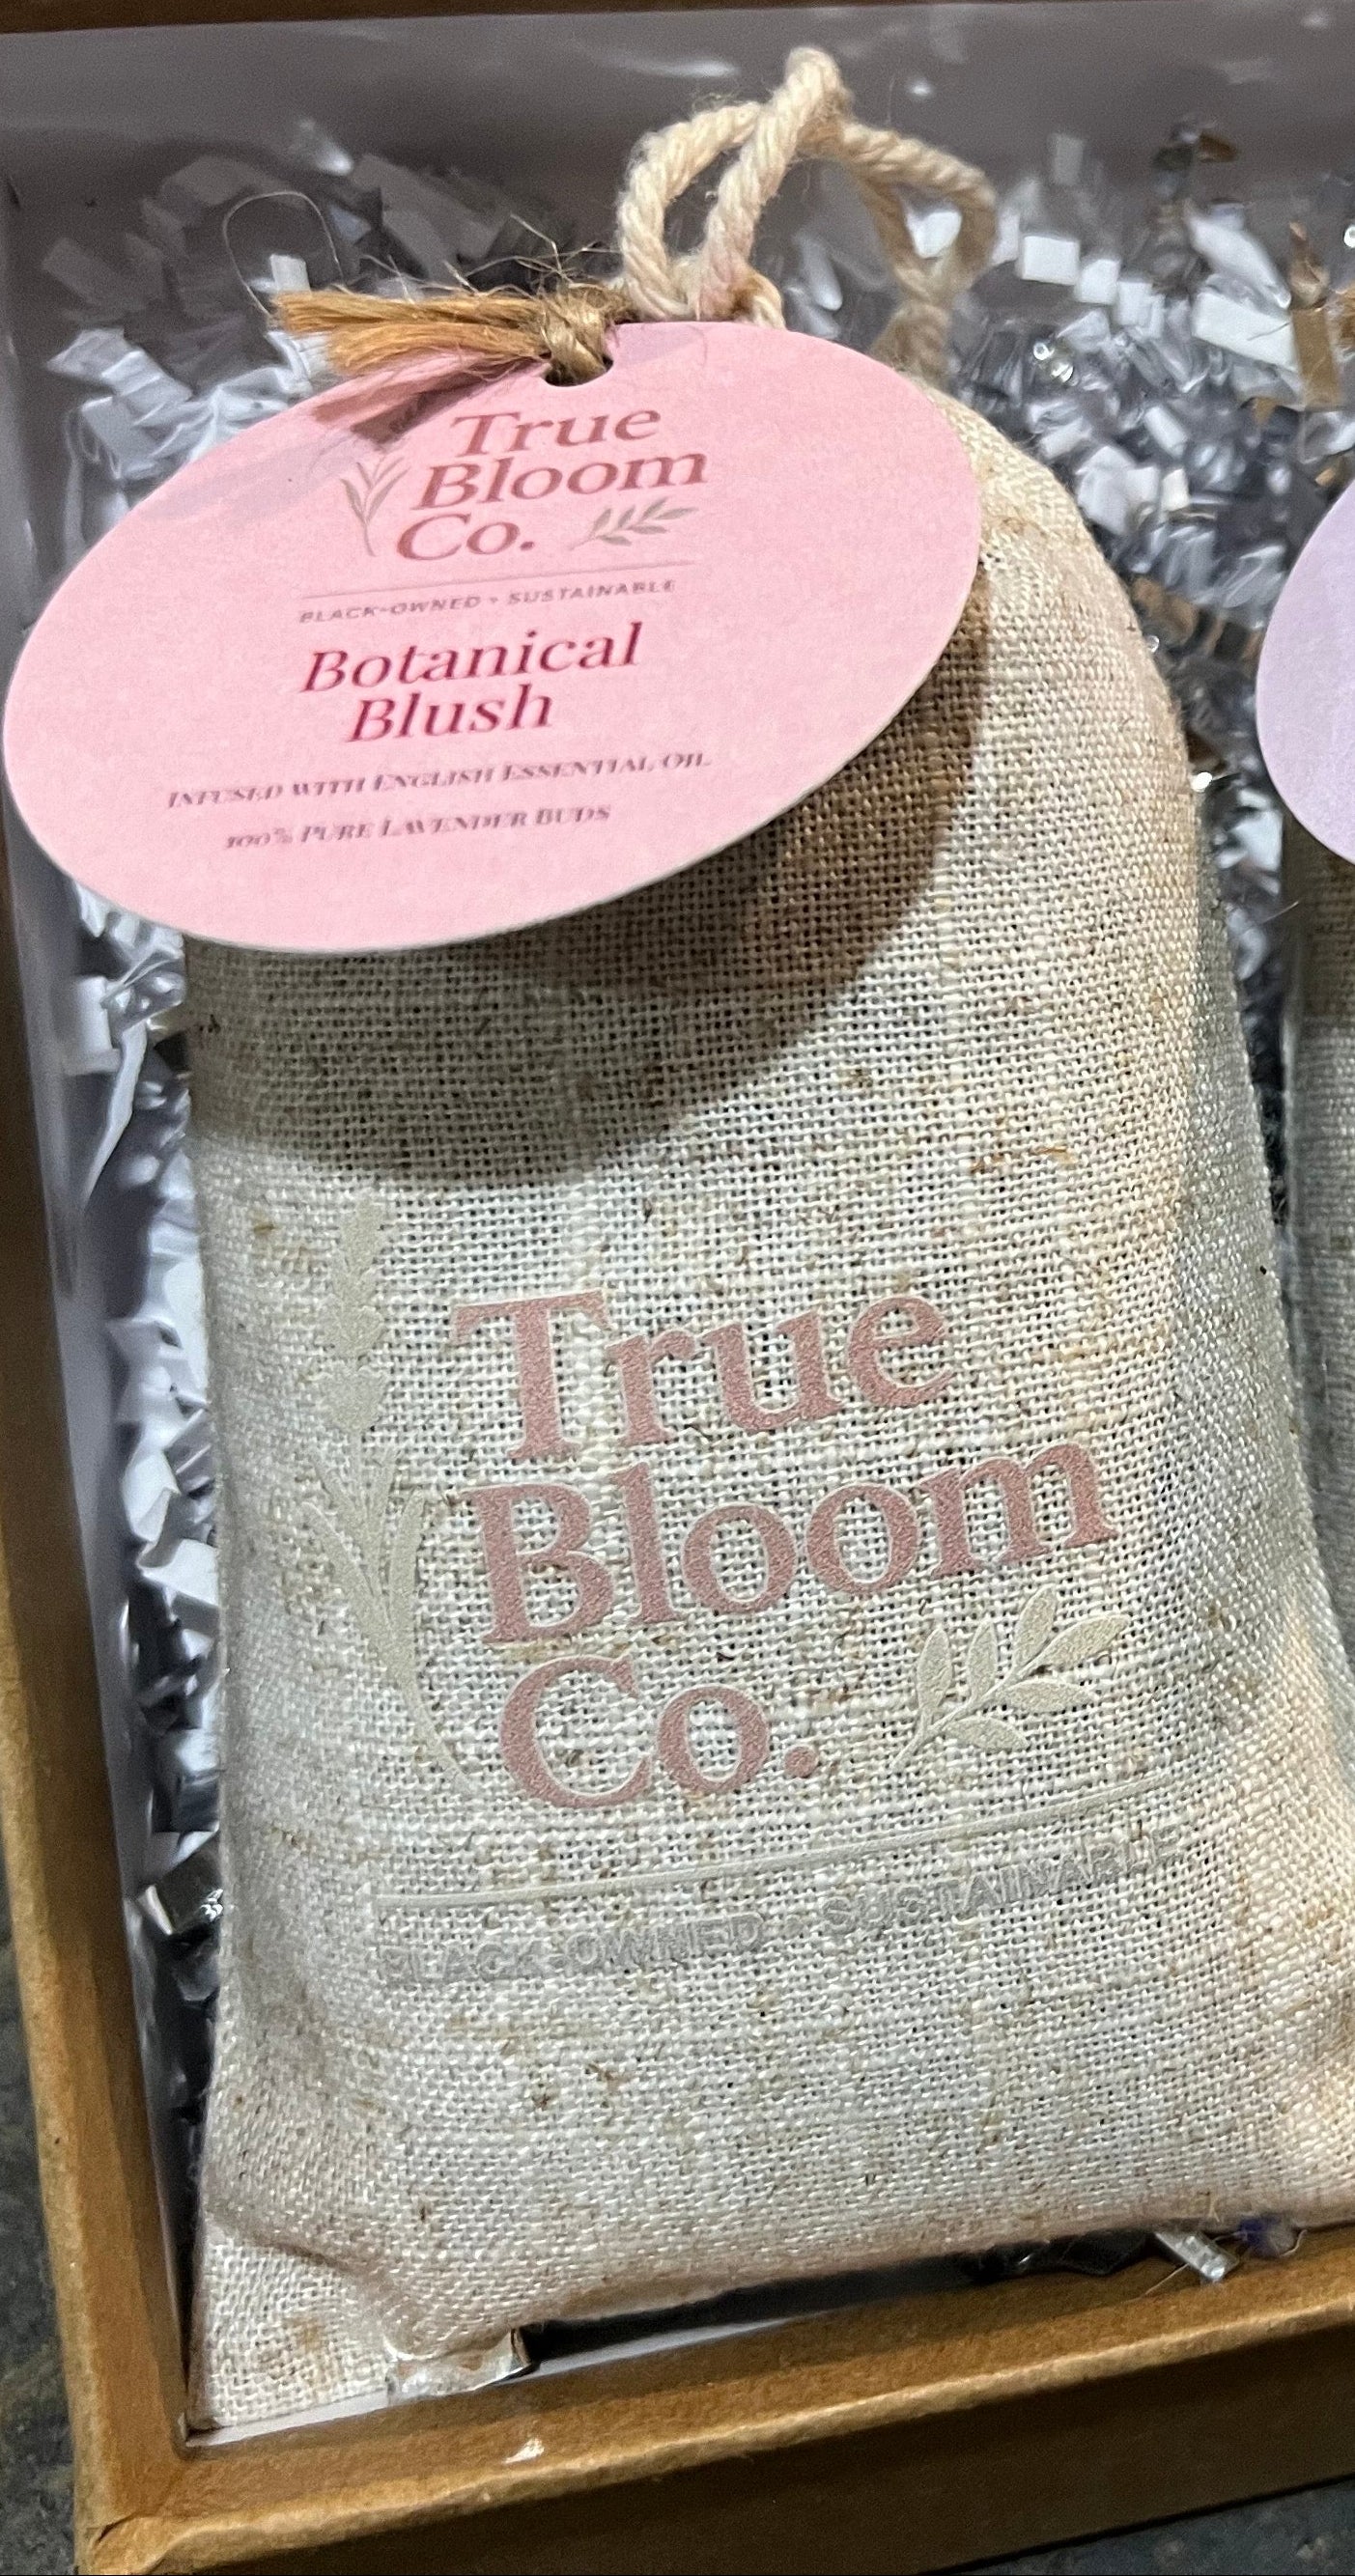 True
Bloom
Co.
BLACK-OWNED • SUSTAINABLE
Botanical
Blush
INFUSED WITH ENGLISH ESSENTIAL OIL
100% PURE LAVENDER BUDS
True
Bloom
Co.
BLACK-OWNED • SUSTAINABLE